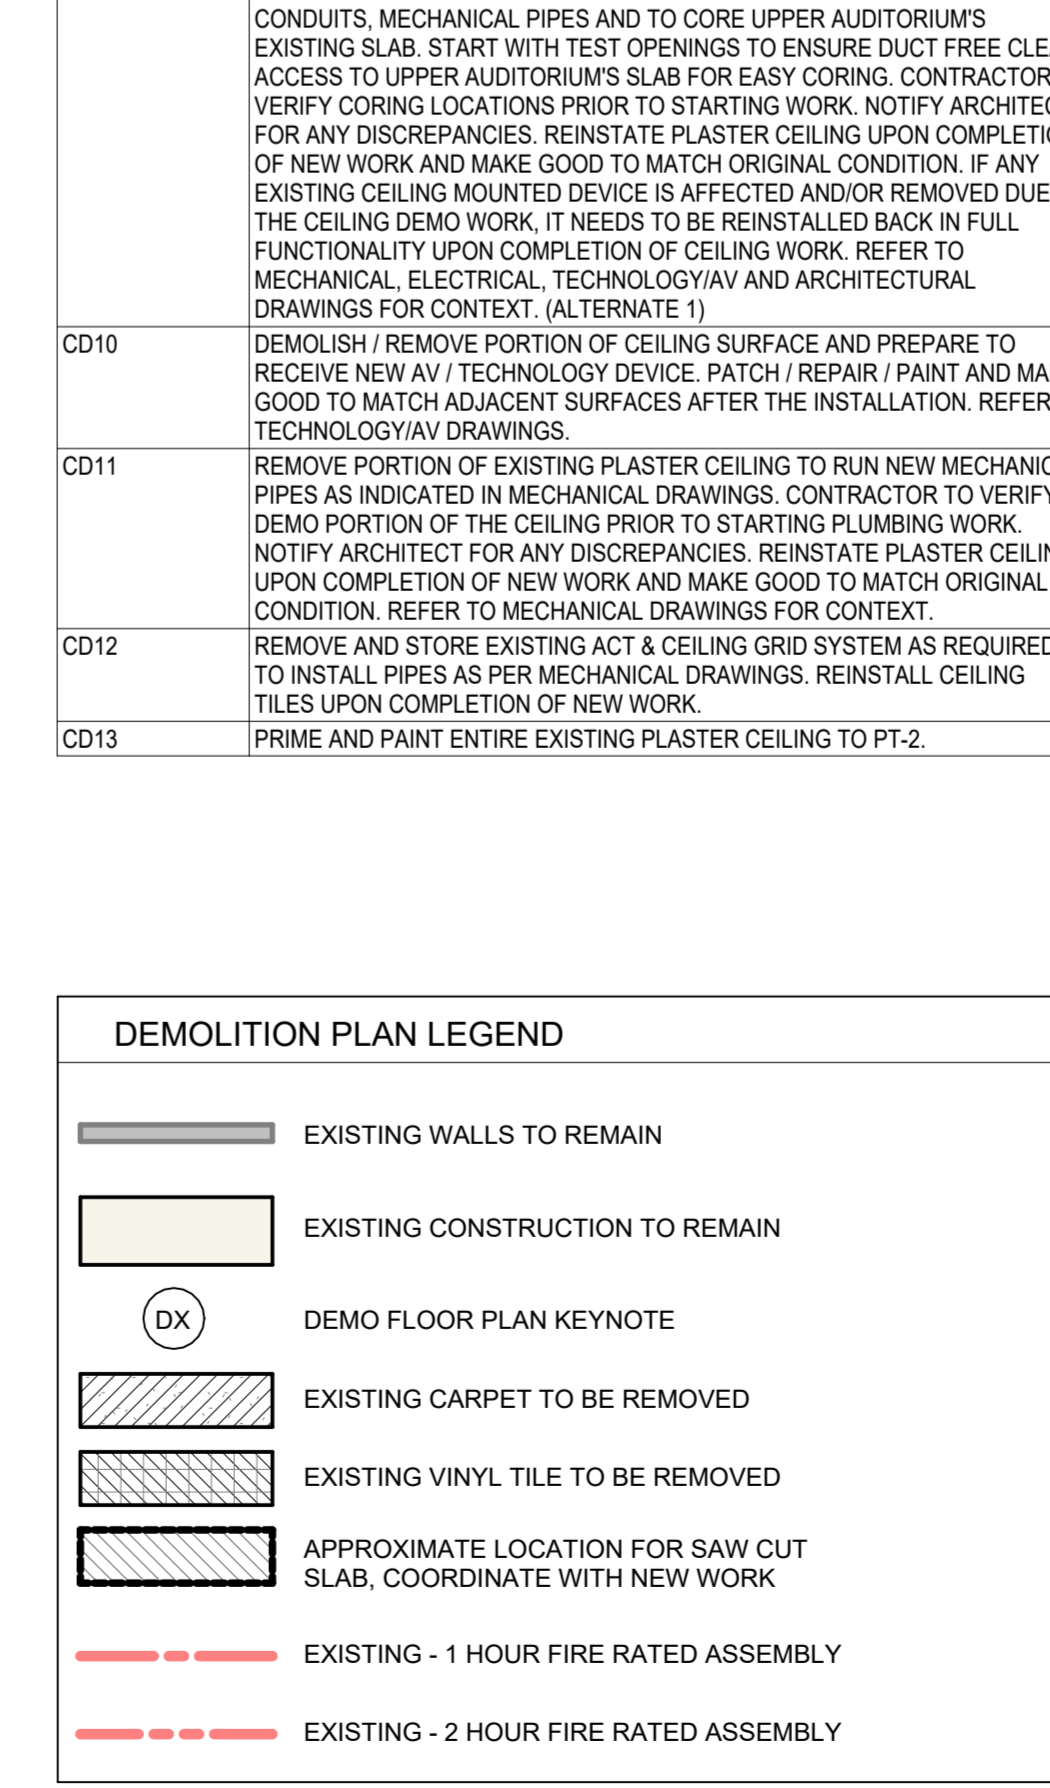 CONDUITS, MECHANICAL PIPES AND TO CORE UPPER AUDITORIUM'S
EXISTING SLAB. START WITH TEST OPENINGS TO ENSURE DUCT FREE
ACCESS TO UPPER AUDITORIUM'S SLAB FOR EASY CORING. CONTRACTOR
VERIFY CORING LOCATIONS PRIOR TO STARTING WORK. NOTIFY
FOR ANY DISCREPANCIES. REINSTATE PLASTER CEILING UPON
OF NEW WORK AND MAKE GOOD TO MATCH ORIGINAL CONDITION. IF ANY
EXISTING CEILING MOUNTED DEVICE IS AFFECTED AND/OR REMOVED DUE
THE CEILING DEMO WORK, IT NEEDS TO BE REINSTALLED BACK IN FULL
FUNCTIONALITY UPON COMPLETION OF CEILING WORK. REFER TO
MECHANICAL, ELECTRICAL, TECHNOLOGY/AV AND ARCHITECTURAL
DRAWINGS FOR CONTEXT. (ALTERNATE 1)
CD10
DEMOLISH / REMOVE PORTION OF CEILING SURFACE AND PREPARE TO
RECEIVE NEW AV / TECHNOLOGY DEVICE. PATCH / REPAIR / PAINT AND
GOOD TO MATCH ADJACENT SURFACES AFTER THE INSTALLATION. REFER
TECHNOLOGY/AV DRAWINGS.
CD11
REMOVE PORTION OF EXISTING PLASTER CEILING TO RUN NEW
PIPES AS INDICATED IN MECHANICAL DRAWINGS. CONTRACTOR TO VERIFY
DEMO PORTION OF THE CEILING PRIOR TO STARTING PLUMBING WORK.
NOTIFY ARCHITECT FOR ANY DISCREPANCIES. REINSTATE PLASTER
UPON COMPLETION OF NEW WORK AND MAKE GOOD TO MATCH ORIGINAL
CONDITION. REFER TO MECHANICAL DRAWINGS FOR CONTEXT.
CD12
REMOVE AND STORE EXISTING ACT & CEILING GRID SYSTEM AS REQUIRED
TO INSTALL PIPES AS PER MECHANICAL DRAWINGS. REINSTALL CEILING
TILES UPON COMPLETION OF NEW WORK.
CD13
PRIME AND PAINT ENTIRE EXISTING PLASTER CEILING TO PT-2.
DEMOLITION PLAN LEGEND
EXISTING WALLS TO REMAIN
EXISTING CONSTRUCTION TO REMAIN
DX
DEMO FLOOR PLAN KEYNOTE
EXISTING CARPET TO BE REMOVED
EXISTING VINYL TILE TO BE REMOVED
APPROXIMATE LOCATION FOR SAW CUT
SLAB, COORDINATE WITH NEW WORK
EXISTING - 1 HOUR FIRE RATED ASSEMBLY
EXISTING - 2 HOUR FIRE RATED ASSEMBLY